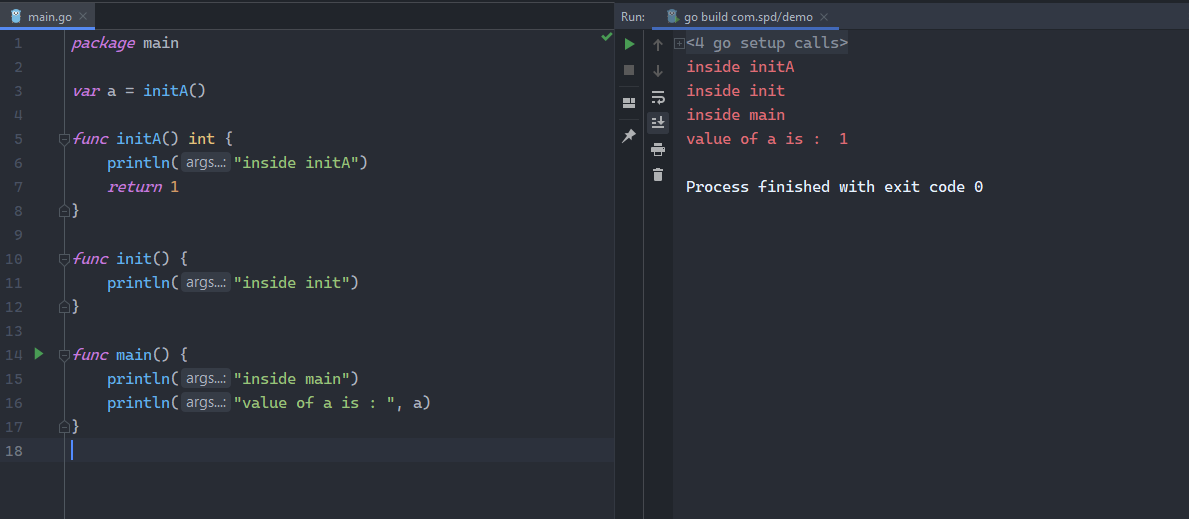 main.go
1 package main
2
3 var a = initA()
4
5 func initA() int {
6 println( args...: "inside initA")
7 return 1
8 }
9
10 func init() {
11 println( args...: "inside init")
12 }
13
14 func main() {
15 println( args...: "inside main")
16 println( args...: "value of a is : ", a)
17 }
18
Run: go build com.spd/demo
<4 go setup calls>
inside initA
inside init
inside main
value of a is :  1
Process finished with exit code 0